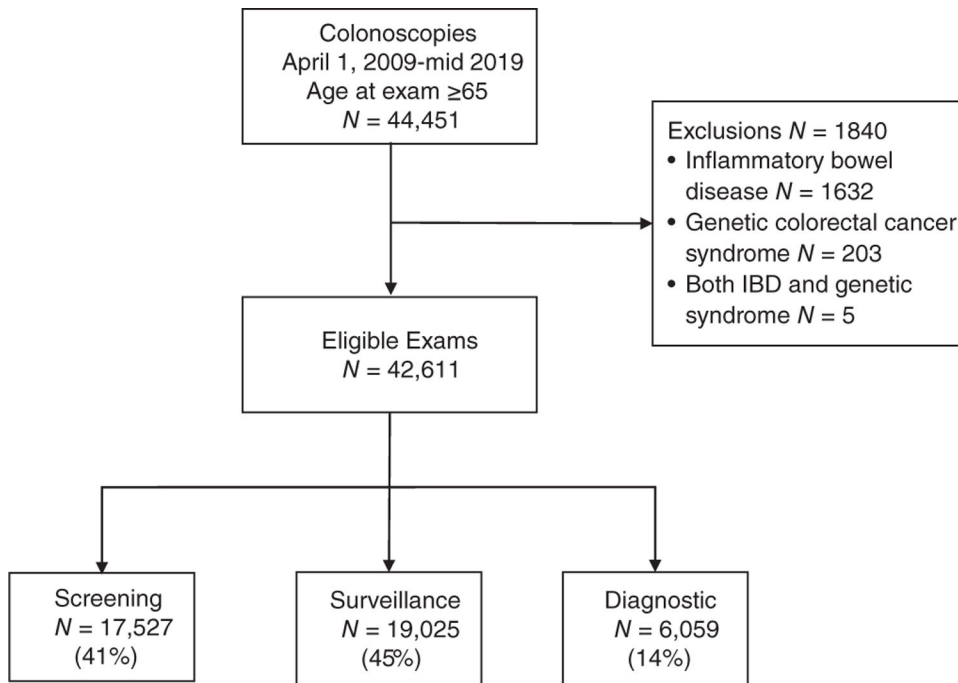 Colonoscopies
April 1, 2009-mid 2019
Age at exam ≥65
N = 44,451
Exclusions N = 1840
• Inflammatory bowel
disease N = 1632
• Genetic colorectal cancer
syndrome N = 203
• Both IBD and genetic
syndrome N = 5
Eligible Exams
N = 42,611
Screening
N = 17,527
(41%)
Surveillance
N = 19,025
(45%)
Diagnostic
N = 6,059
(14%)